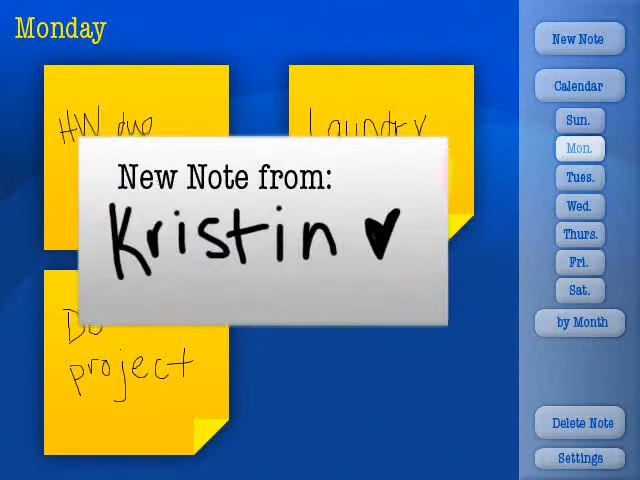 Monday
HW due
Laundry
New Note from:
Kristin ♥
Do
project
New Note
Calendar
Sun.
Mon.
Tues.
Wed.
Thurs.
Fri.
Sat.
by Month
Delete Note
Settings